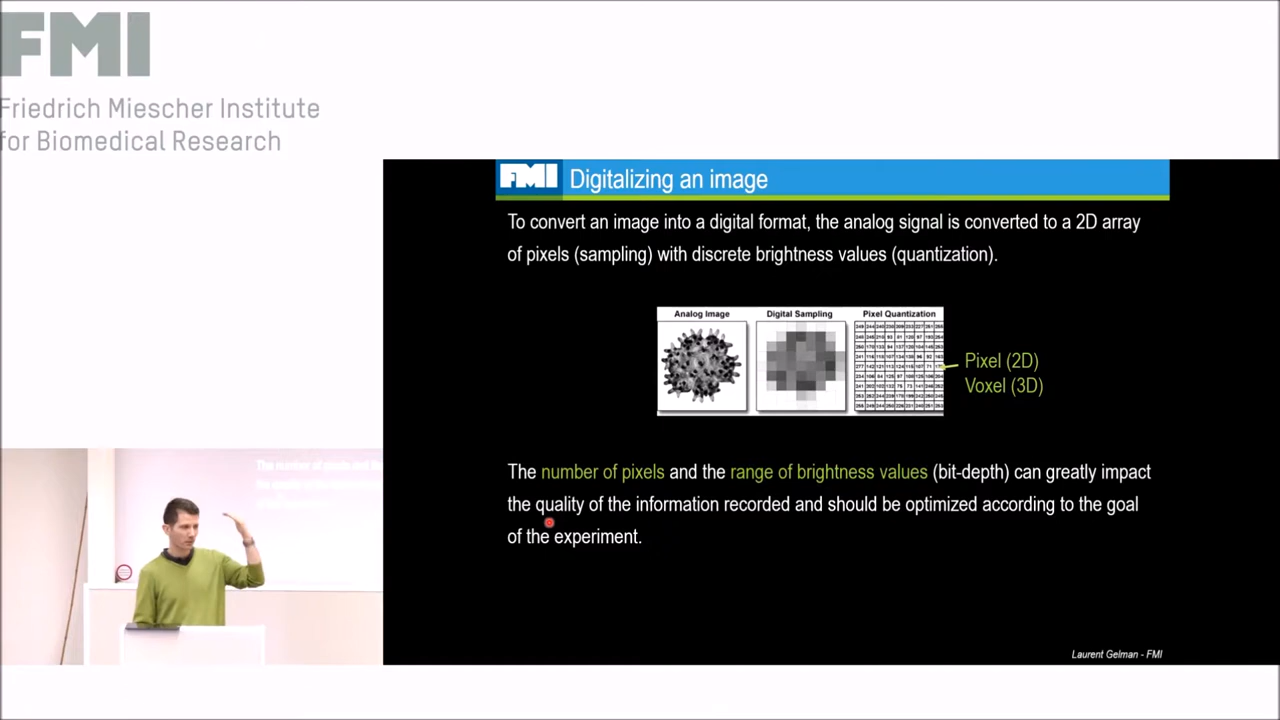 FMI
Friedrich Miescher Institute
for Biomedical Research
FMI Digitalizing an image
To convert an image into a digital format, the analog signal is converted to a 2D array
of pixels (sampling) with discrete brightness values (quantization).
Analog Image Digital Sampling Pixel Quantization
Pixel (2D)
Voxel (3D)
The number of pixels and the range of brightness values (bit-depth) can greatly impact
the quality of the information recorded and should be optimized according to the goal
of the experiment.
Laurent Gelman - FMI